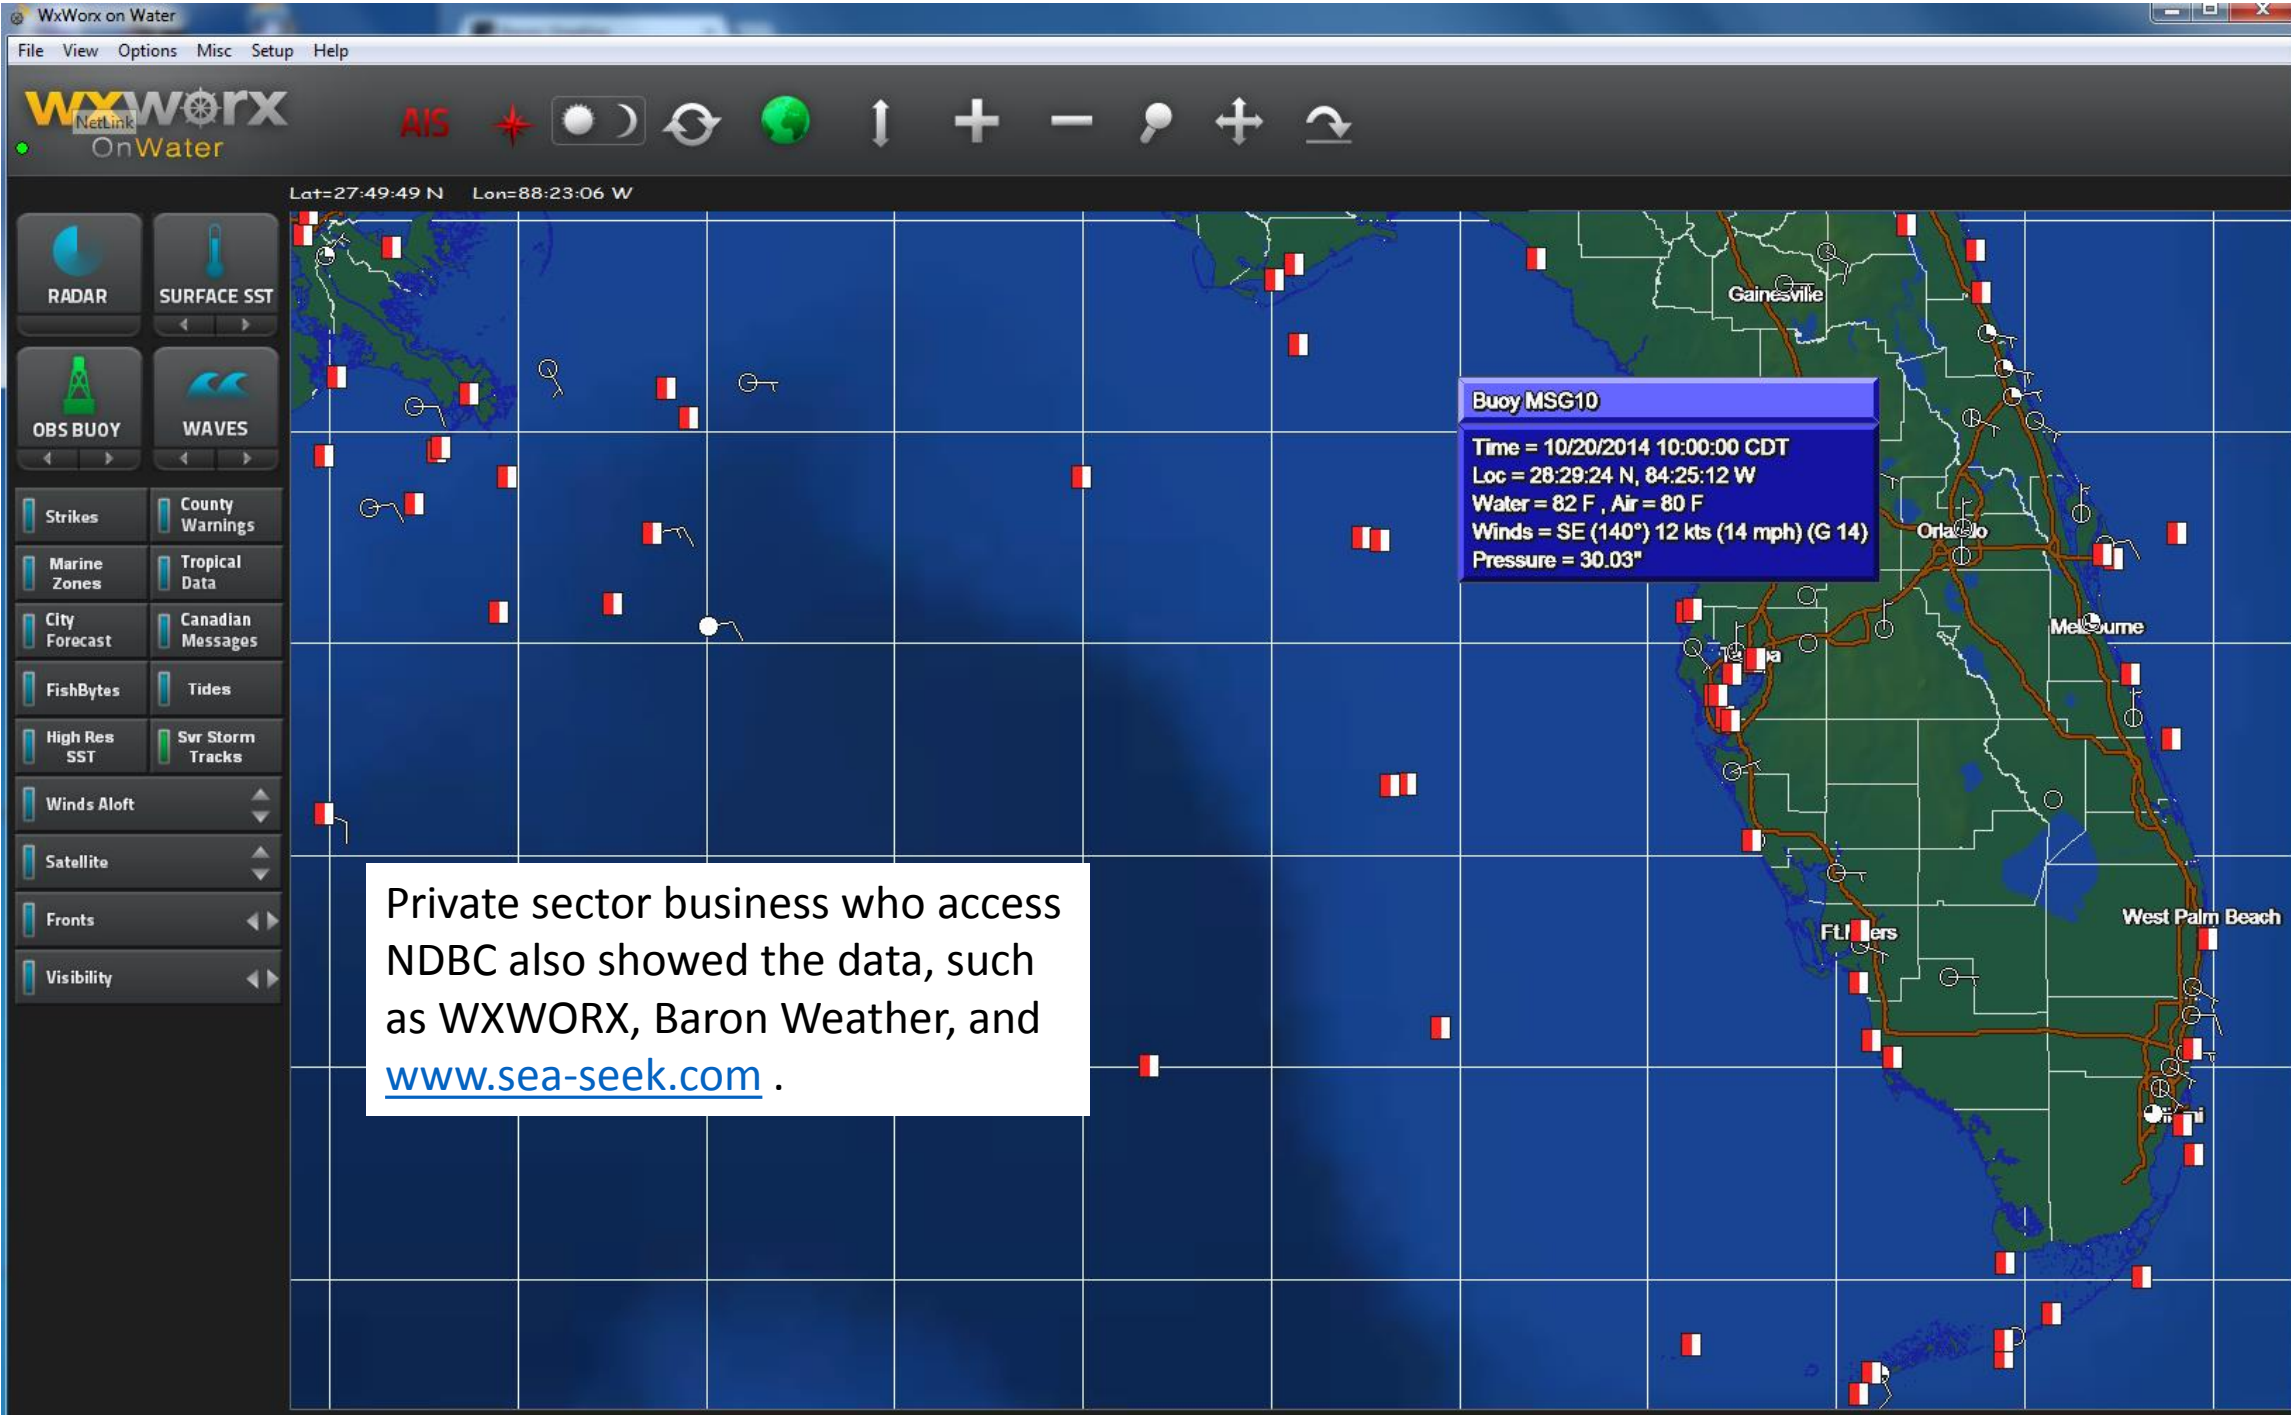 WxWorx on Water
File View Options Misc Setup Help
wxworx
NetLink
OnWater
AIS
Lat=27:49:49 N Lon=88:23:06 W
RADAR
SURFACE SST
OBS BUOY
WAVES
Strikes
County
Warnings
Marine
Zones
Tropical
Data
City
Forecast
Canadian
Messages
FishBytes
Tides
High Res
SST
Svr Storm
Tracks
Winds Aloft
Satellite
Fronts
Visibility
Gainesville
Buoy MSG10
Time = 10/20/2014 10:00:00 CDT
Loc = 28:29:24 N, 84:25:12 W
Water = 82 F , Air = 80 F
Winds = SE (140°) 12 kts (14 mph) (G 14)
Pressure = 30.03"
Orlando
Melbourne
West Palm Beach
Private sector business who access
NDBC also showed the data, such
as WXWORX, Baron Weather, and
www.sea-seek.com .